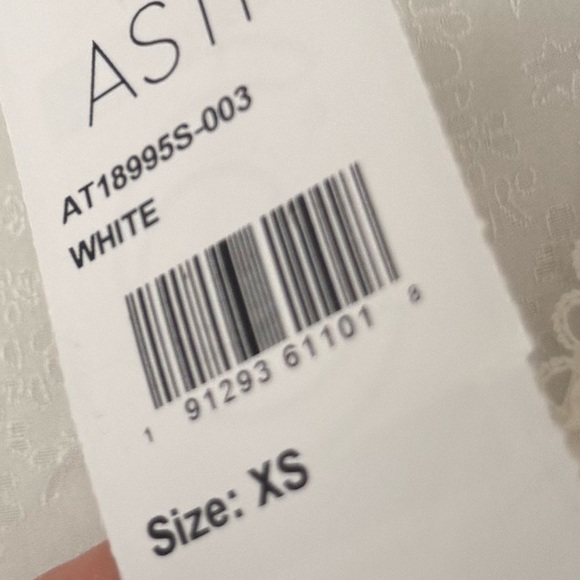 AT18995S-003
WHITE
1 91293 61101 8
Size: XS